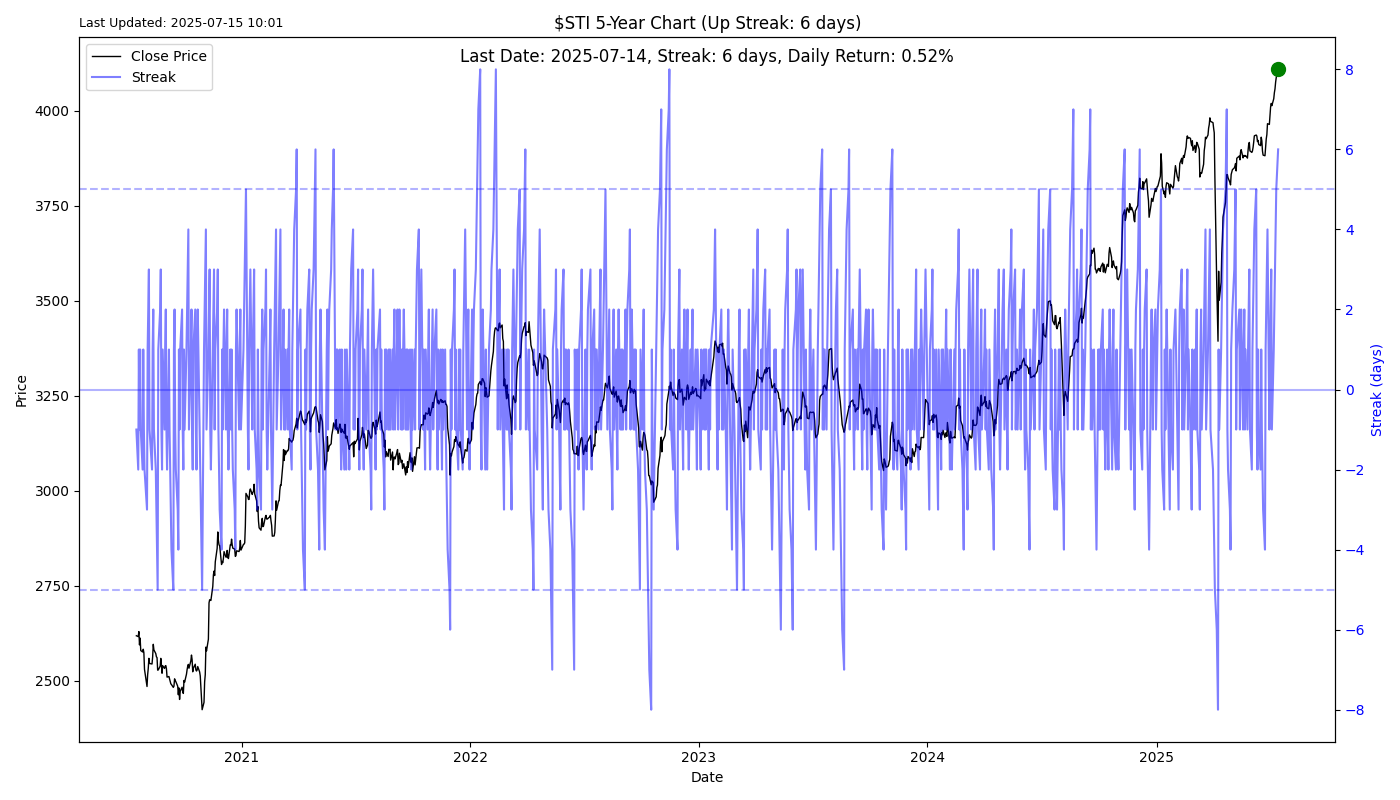 Last Updated: 2025-07-15 10:01
$STI 5-Year Chart (Up Streak: 6 days)
Last Date: 2025-07-14, Streak: 6 days, Daily Return: 0.52%
Close Price
Streak
4000
3750
3500
3250
3000
2750
2500
Price
8
6
4
2
0
−2
−4
−6
−8
Streak (days)
2021
2022
2023
2024
2025
Date